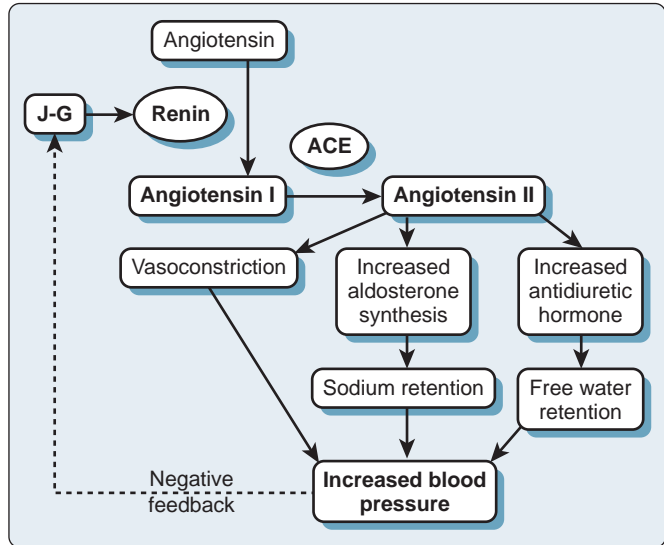 Angiotensin
J-G
Renin
ACE
Angiotensin I
Angiotensin II
Vasoconstriction
Increased
aldosterone
synthesis
Increased
antidiuretic
hormone
Sodium retention
Free water
retention
Negative
feedback
Increased blood
pressure